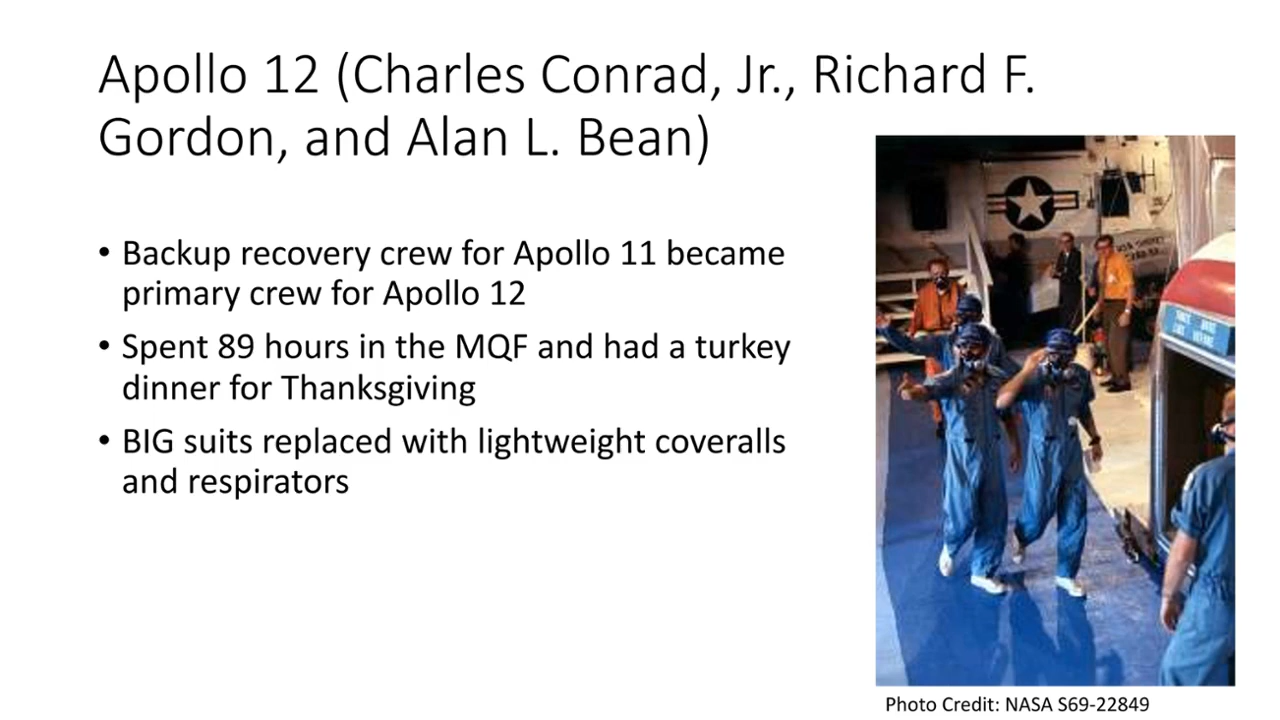 Apollo 12 (Charles Conrad, Jr., Richard F.
Gordon, and Alan L. Bean)
• Backup recovery crew for Apollo 11 became
primary crew for Apollo 12
• Spent 89 hours in the MQF and had a turkey
dinner for Thanksgiving
• BIG suits replaced with lightweight coveralls
and respirators
Photo Credit: NASA S69-22849